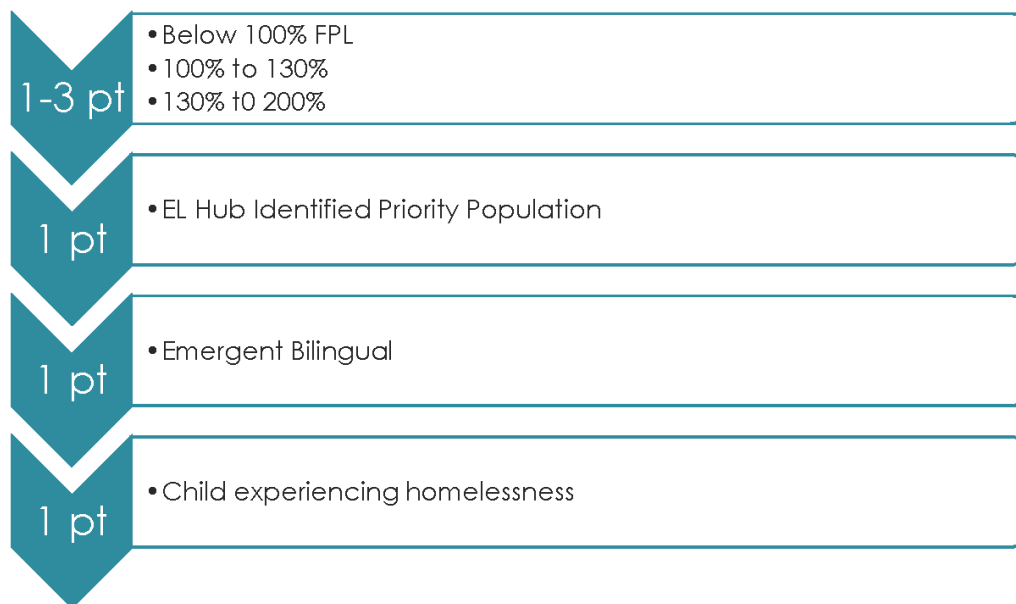 1-3 pt
• Below 100% FPL
• 100% to 130%
• 130% t0 200%
1 pt
• EL Hub Identified Priority Population
1 pt
• Emergent Bilingual
1 pt
• Child experiencing homelessness